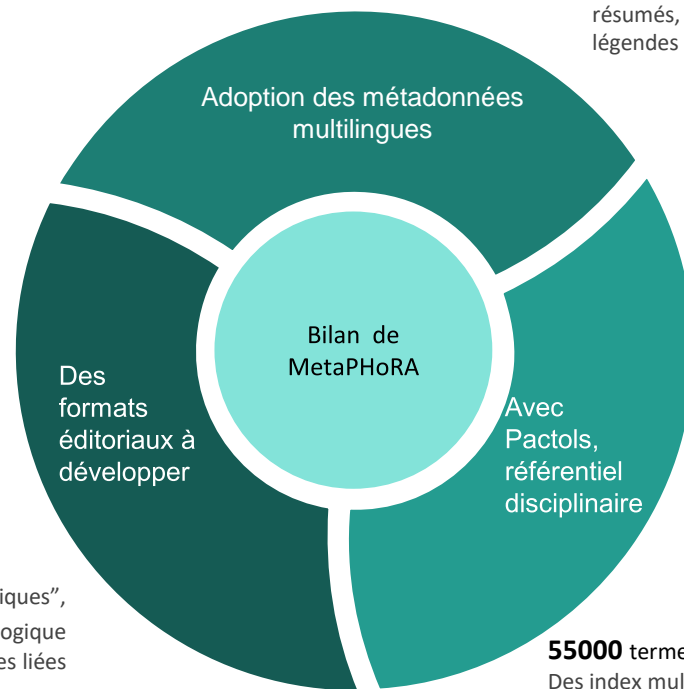 résumés,
légendes
Adoption des métadonnées
multilingues
Bilan de
MetaPHoRA
Des
formats
éditoriaux à
développer
Avec
Pactols,
référentiel
disciplinaire
iques”,
ogique
es liées
55000 terme
Des index mul